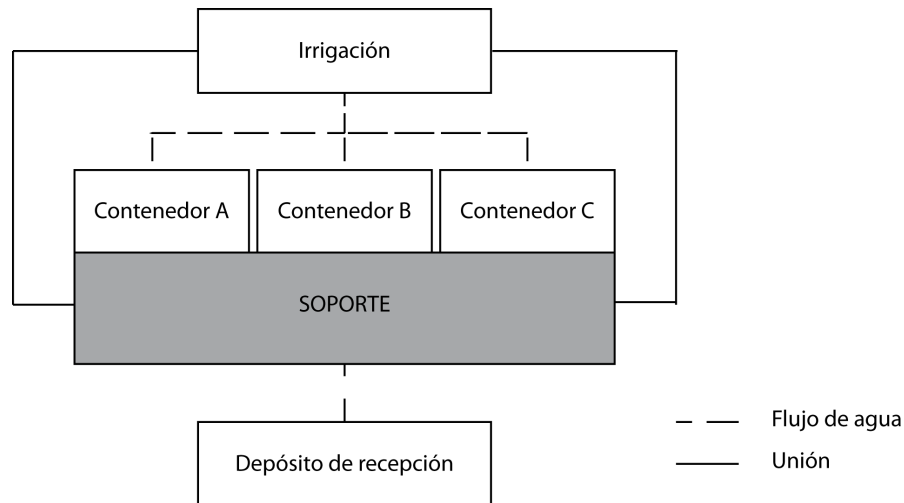 Irrigación
Contenedor A
Contenedor B
Contenedor C
SOPORTE
Depósito de recepción
Flujo de agua
Unión